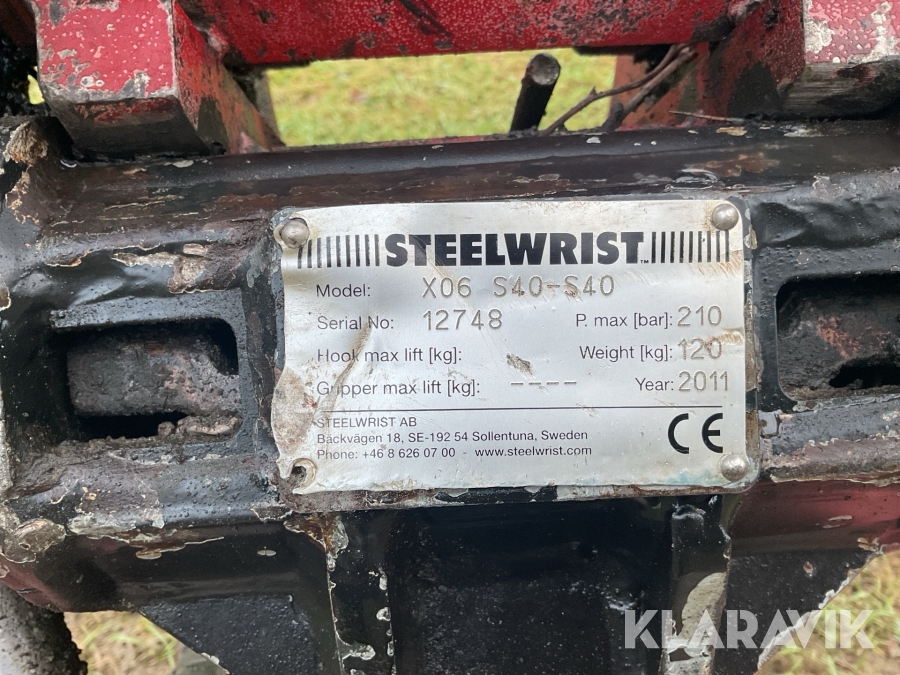 STEELWRIST™
Model: X06 S40-S40
Serial No: 12748 P. max [bar]: 210
Hook max lift [kg]: Weight [kg]: 120
Gripper max lift [kg]: ---- Year: 2011
STEELWRIST AB
Bäckvägen 18, SE-192 54 Sollentuna, Sweden
Phone: +46 8 626 07 00 - www.steelwrist.com
CE
KLARAVIK